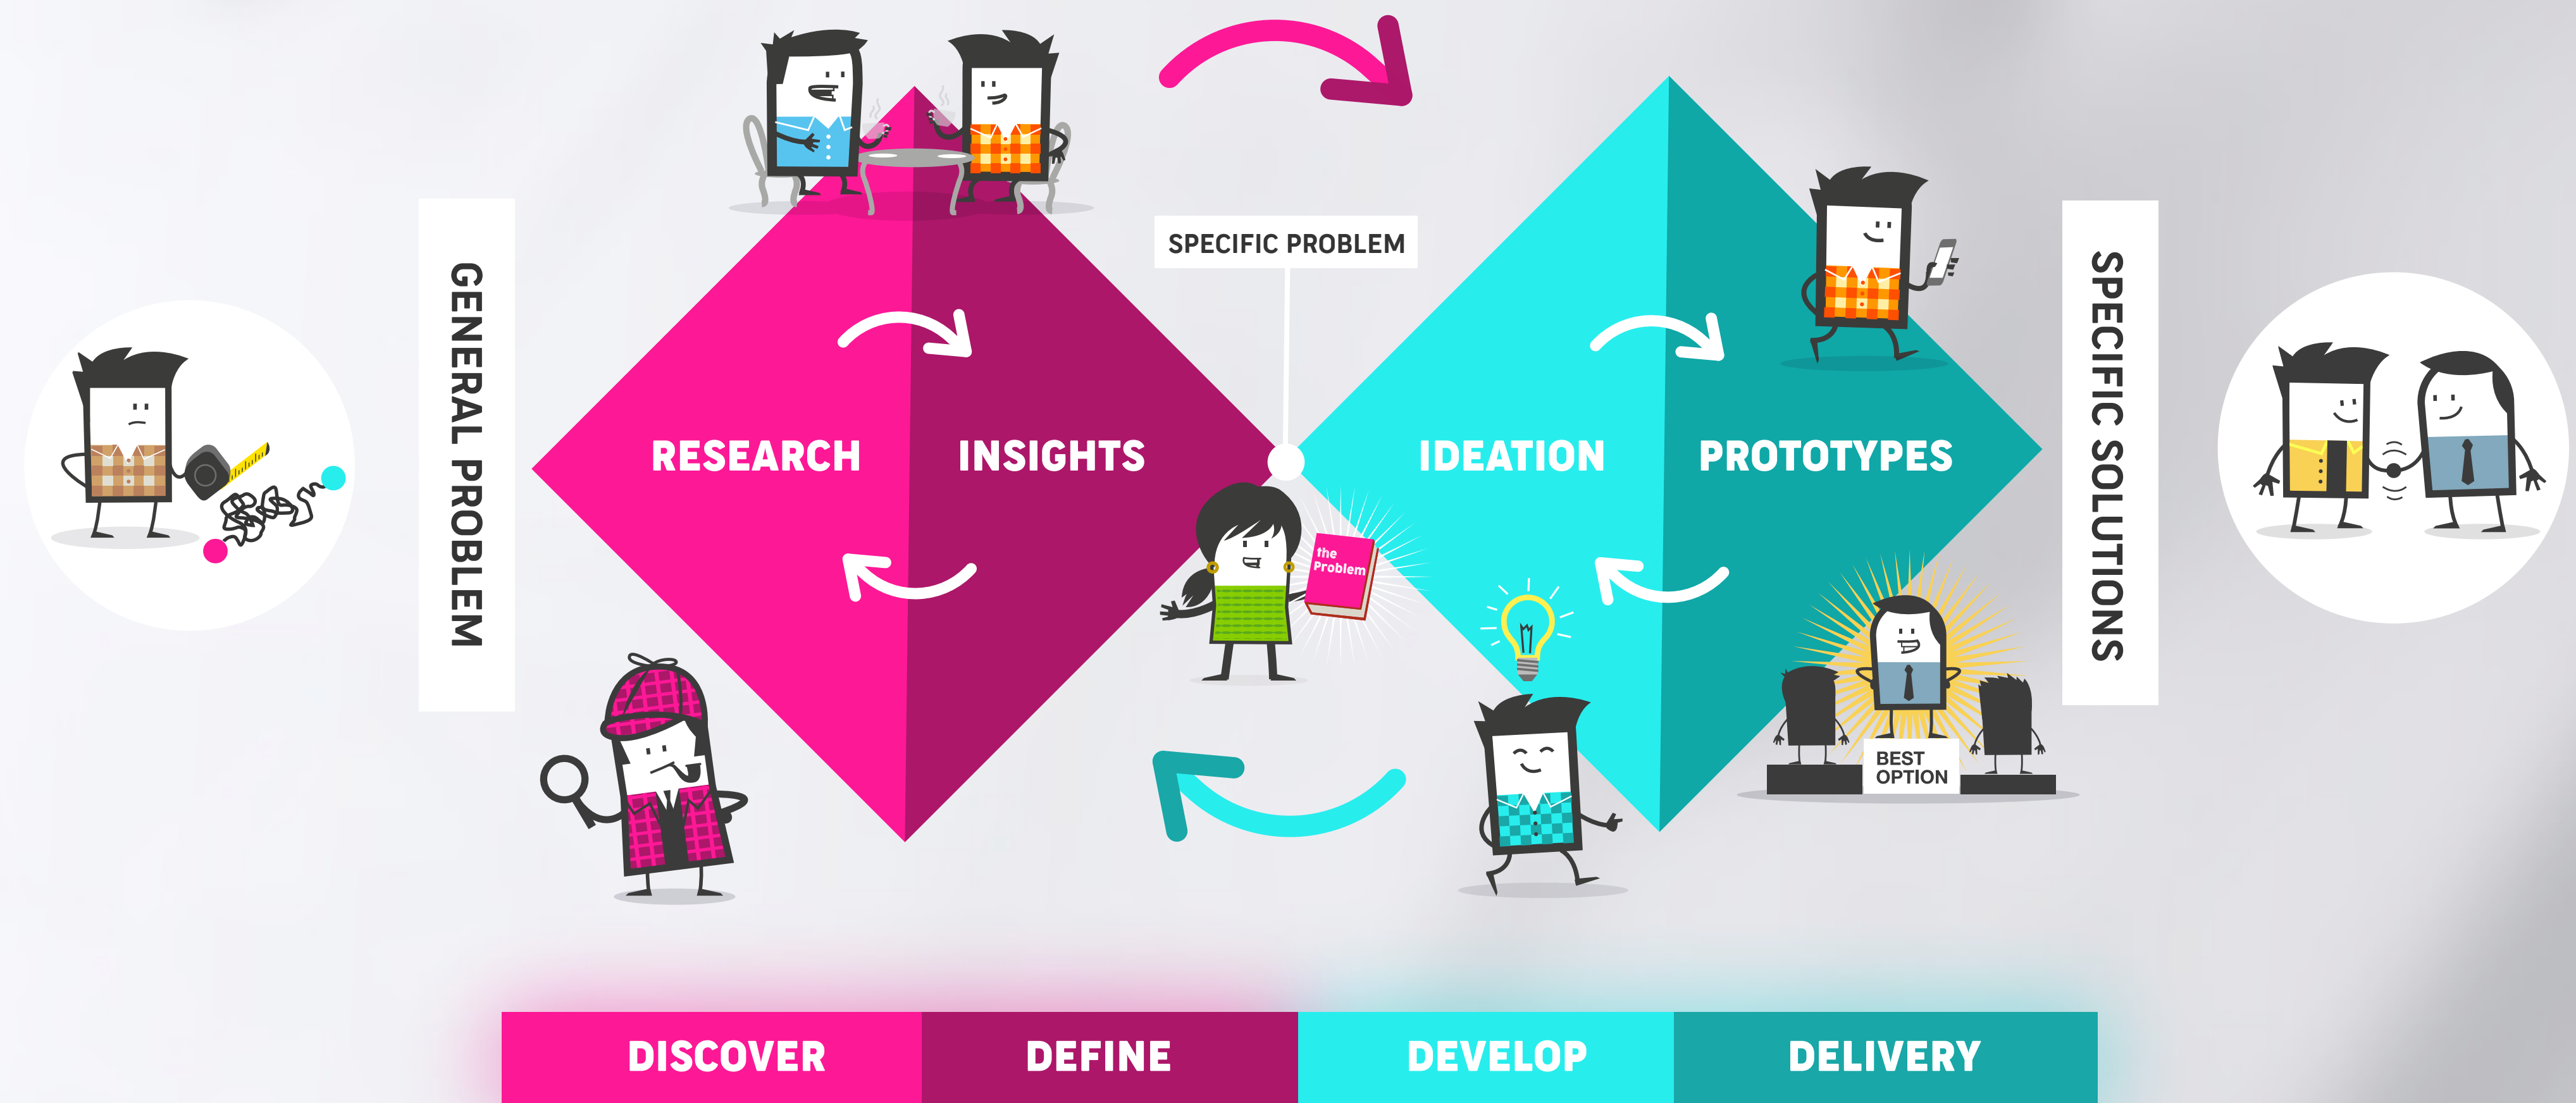 GENERAL PROBLEM
SPECIFIC PROBLEM
SPECIFIC SOLUTIONS
RESEARCH
INSIGHTS
IDEATION
PROTOTYPES
the
Problem
BEST
OPTION
DISCOVER
DEFINE
DEVELOP
DELIVERY